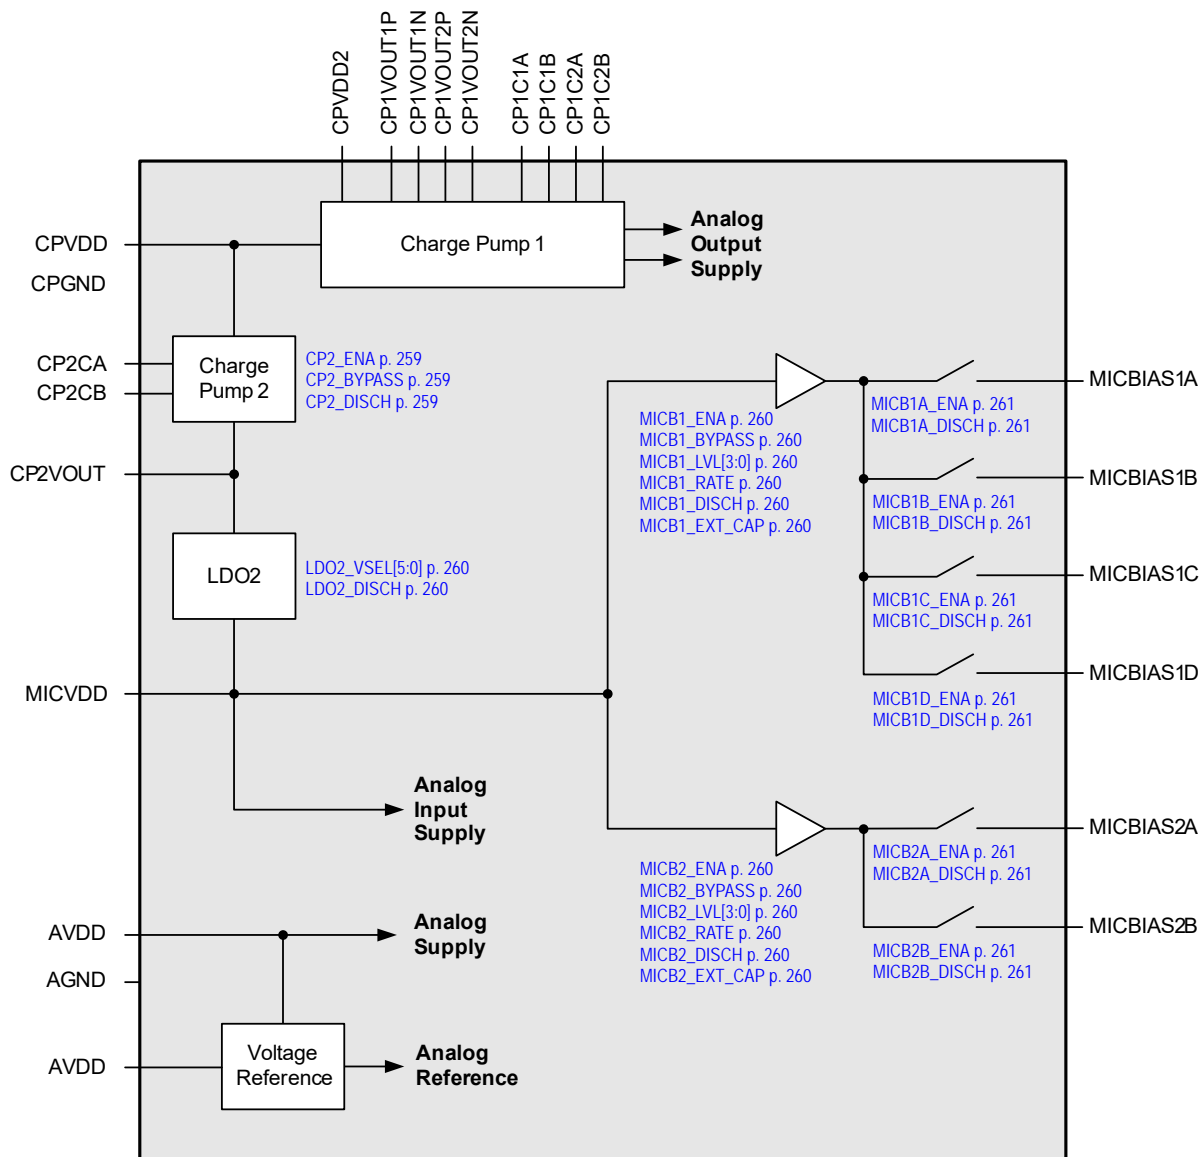 CPVDD2
CP1VOUT1P
CP1VOUT1N
CP1VOUT2P
CP1VOUT2N
CP1C1A
CP1C1B
CP1C2A
CP1C2B
CPVDD
CPGND
Charge Pump 1
Analog
Output
Supply
CP2CA
CP2CB
Charge
Pump 2
CP2_ENA p. 259
CP2_BYPASS p. 259
CP2_DISCH p. 259
CP2VOUT
LDO2
LDO2_VSEL[5:0] p. 260
LDO2_DISCH p. 260
MICVDD
Analog
Input
Supply
MICB1_ENA p. 260
MICB1_BYPASS p. 260
MICB1_LVL[3:0] p. 260
MICB1_RATE p. 260
MICB1_DISCH p. 260
MICB1_EXT_CAP p. 260
MICB1A_ENA p. 261
MICB1A_DISCH p. 261
MICBIAS1A
MICB1B_ENA p. 261
MICB1B_DISCH p. 261
MICBIAS1B
MICB1C_ENA p. 261
MICB1C_DISCH p. 261
MICBIAS1C
MICB1D_ENA p. 261
MICB1D_DISCH p. 261
MICBIAS1D
MICB2_ENA p. 260
MICB2_BYPASS p. 260
MICB2_LVL[3:0] p. 260
MICB2_RATE p. 260
MICB2_DISCH p. 260
MICB2_EXT_CAP p. 260
MICB2A_ENA p. 261
MICB2A_DISCH p. 261
MICBIAS2A
MICB2B_ENA p. 261
MICB2B_DISCH p. 261
MICBIAS2B
AVDD
Analog
Supply
AGND
AVDD
Voltage
Reference
Analog
Reference